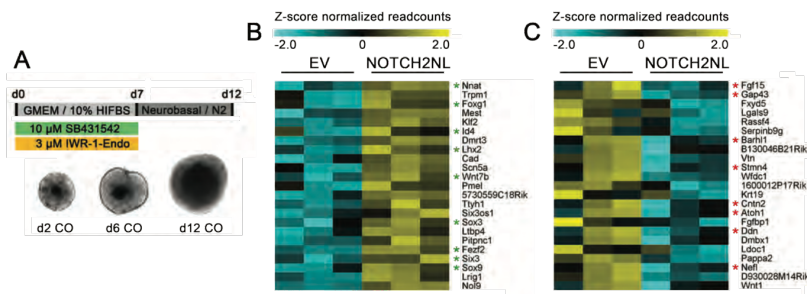 A
d0 d7 d12
GMEM / 10% HIFBS Neurobasal / N2
10 µM SB431542
3 µM IWR-1-Endo
d2 CO d6 CO d12 CO
B
Z-score normalized readcounts
-2.0 2.0
EV NOTCH2NL
* Nnat
Trpm1
* Foxg1
Mest
Klf2
* Id4
Dmrt3
* Lhx2
Cad
Scn5a
* Wnt7b
Pmel
5730559C18Rik
Ttyh1
Six3os1
* Sox3
Ltbp4
Pitpnc1
* Fezf2
* Six3
* Sox9
Lrig1
Nol9
C
Z-score normalized readcounts
-2.0 2.0
EV NOTCH2NL
* Fgf15
* Gap43
Fxyd5
Lgals9
Rassf4
Serpinb9g
* Barhl1
B130046B21Rik
Vtn
* Stmn4
Wfdc1
1600012P17Rik
Krt19
* Cntn2
* Atoh1
Fgfbp1
* Ddn
Dmbx1
Ldoc1
Pappa2
* Nefl
D930028M14Rik
Wnt1